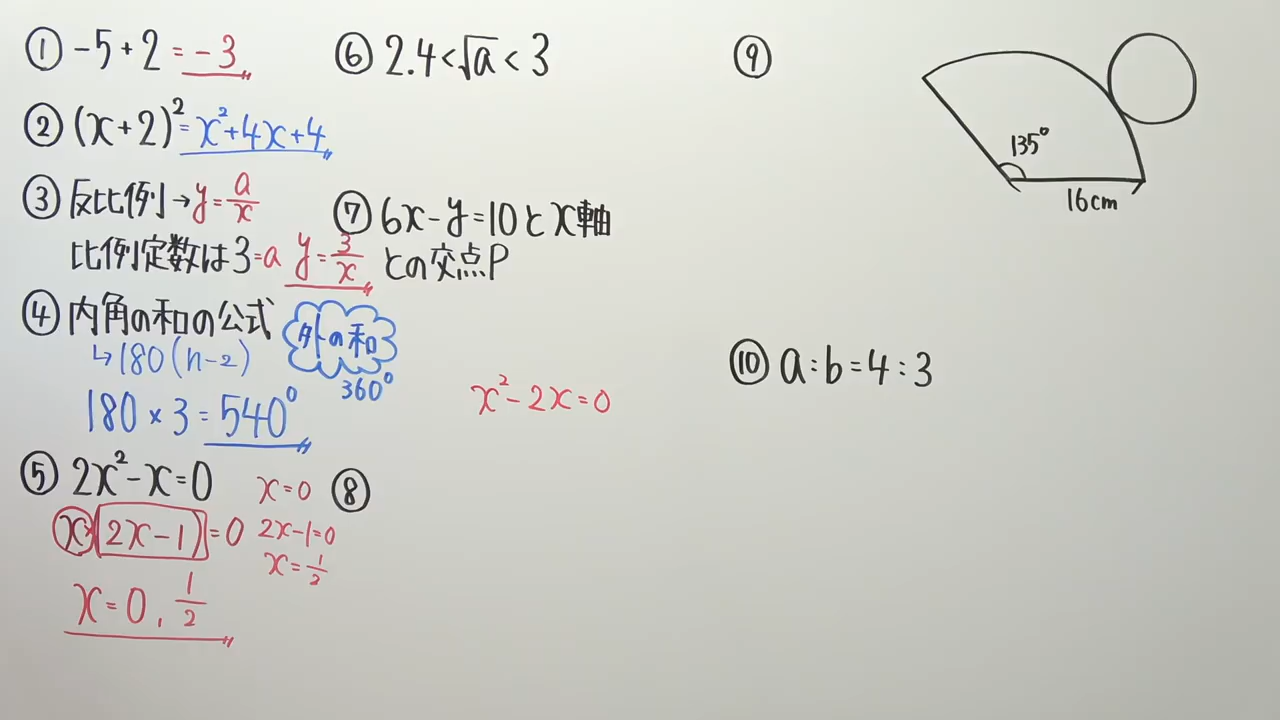 ① -5+2=-3
② (x+2)²=x²+4x+4
③ 反比例→y=a/x
比例定数は3=a y=3/x
④ 内角の和の公式
↳180(n-2)
外の和
360°
180×3=540°
⑤ 2x²-x=0
x(2x-1)=0
x=0
2x-1=0
x=1/2
x=0, 1/2
⑥ 2.4<√a<3
⑦ 6x-y=10とx軸
との交点P
x²-2x=0
⑧
⑨
135°
16cm
⑩ a:b=4:3